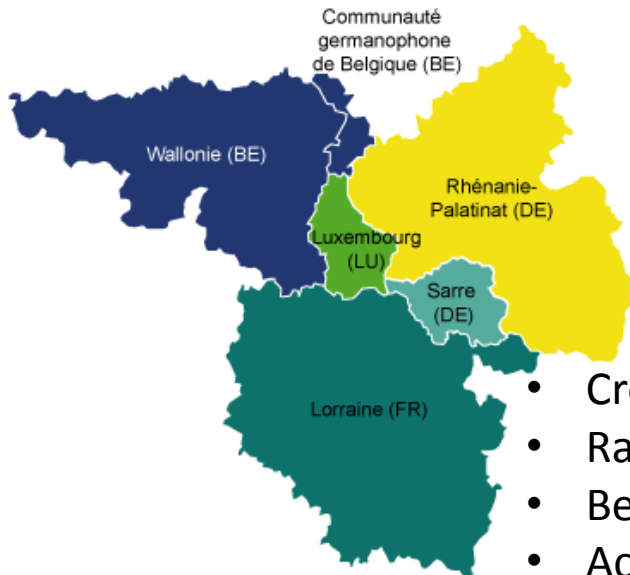 Communauté
germanophone
de Belgique (BE)
Wallonie (BE)
Rhénanie-
Palatinat (DE)
Luxembourg
(LU)
Sarre
(DE)
Lorraine (FR)
•
•
•
•